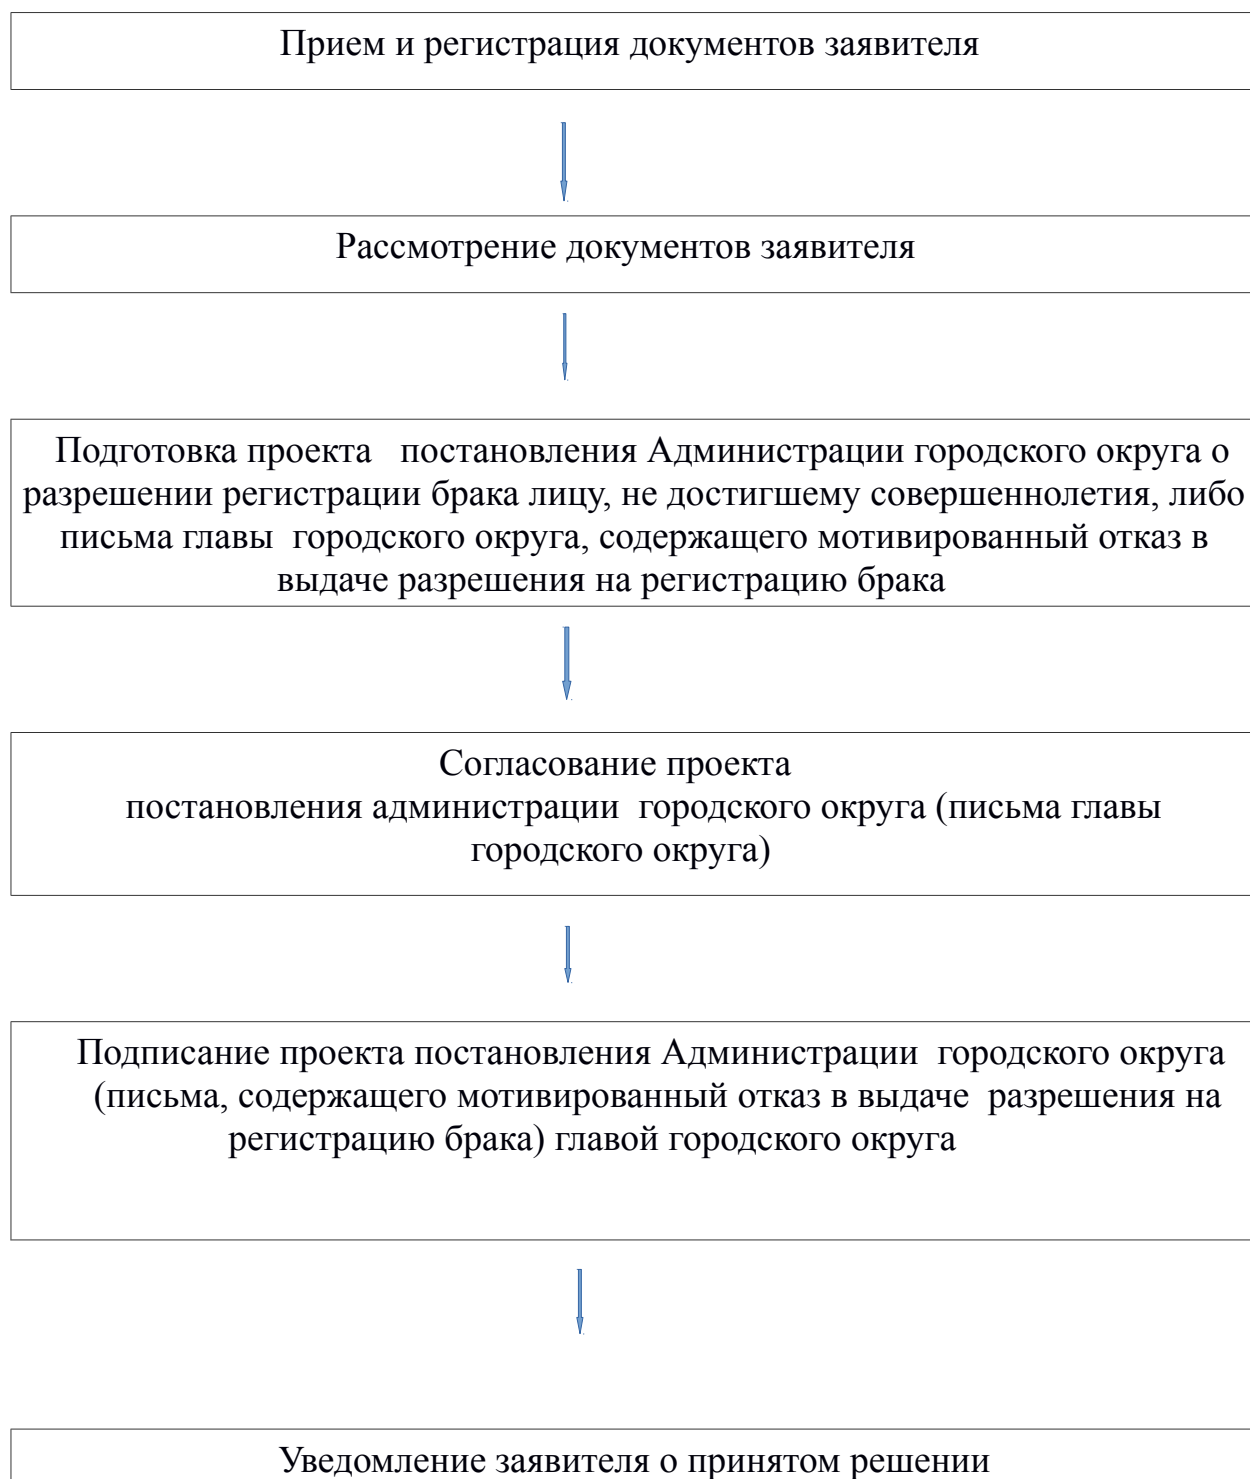 Прием и регистрация документов заявителя
Рассмотрение документов заявителя
Подготовка проекта   постановления Администрации городского округа о
разрешении регистрации брака лицу, не достигшему совершеннолетия, либо
письма главы  городского округа, содержащего мотивированный отказ в
выдаче разрешения на регистрацию брака
Согласование проекта
постановления администрации  городского округа (письма главы
городского округа)
Подписание проекта постановления Администрации  городского округа
(письма, содержащего мотивированный отказ в выдаче  разрешения на
регистрацию брака) главой городского округа
Уведомление заявителя о принятом решении